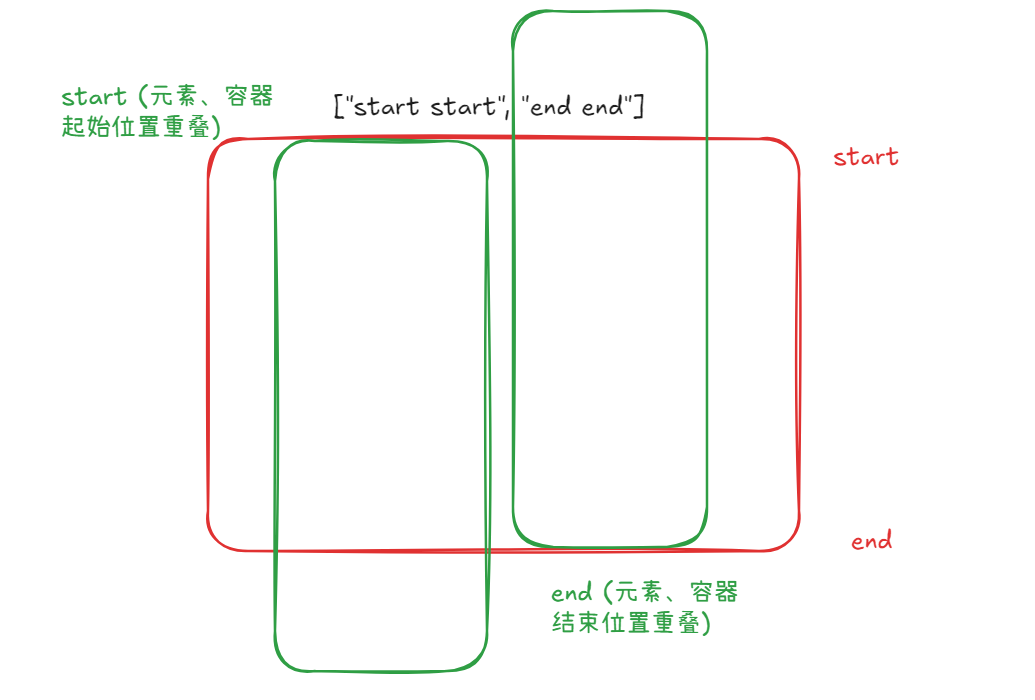 start (元素、容器
起始位置重叠)
["start start", "end end"]
start
end
end (元素、容器
结束位置重叠)